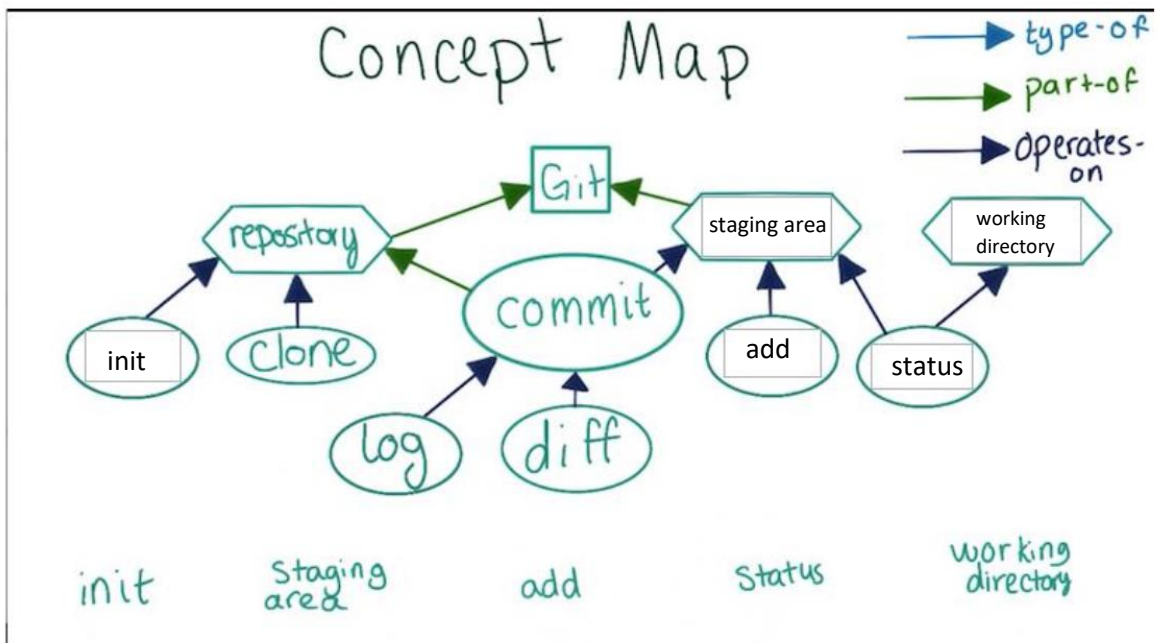 Concept Map
type-of
part-of
operates-
on
Git
repository
staging area
working
directory
commit
init
clone
add
status
log
diff
init
Staging
area
add
Status
working
directory